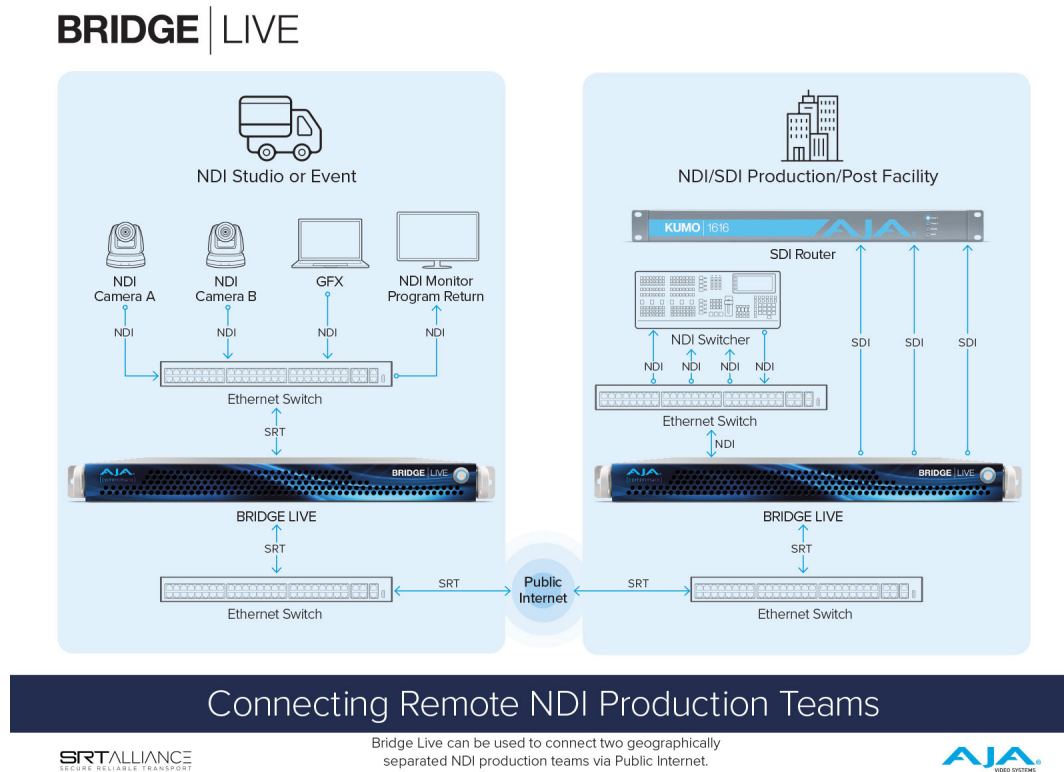 BRIDGE | LIVE
NDI Studio or Event
NDI
Camera A
NDI
Camera B
GFX
NDI Monitor
Program Return
NDI
NDI
NDI
NDI
Ethernet Switch
SRT
AJA
BRIDGE | LIVE
BRIDGE LIVE
SRT
Ethernet Switch
SRT
Public
Internet
SRT
NDI/SDI Production/Post Facility
KUMO | 1616
AJA
SDI Router
NDI Switcher
NDI
NDI
NDI
NDI
SDI
SDI
SDI
Ethernet Switch
NDI
AJA
BRIDGE | LIVE
BRIDGE LIVE
SRT
Ethernet Switch
Connecting Remote NDI Production Teams
SRTALLIANCE
SECURE RELIABLE TRANSPORT
Bridge Live can be used to connect two geographically
separated NDI production teams via Public Internet.
AJA
VIDEO SYSTEMS